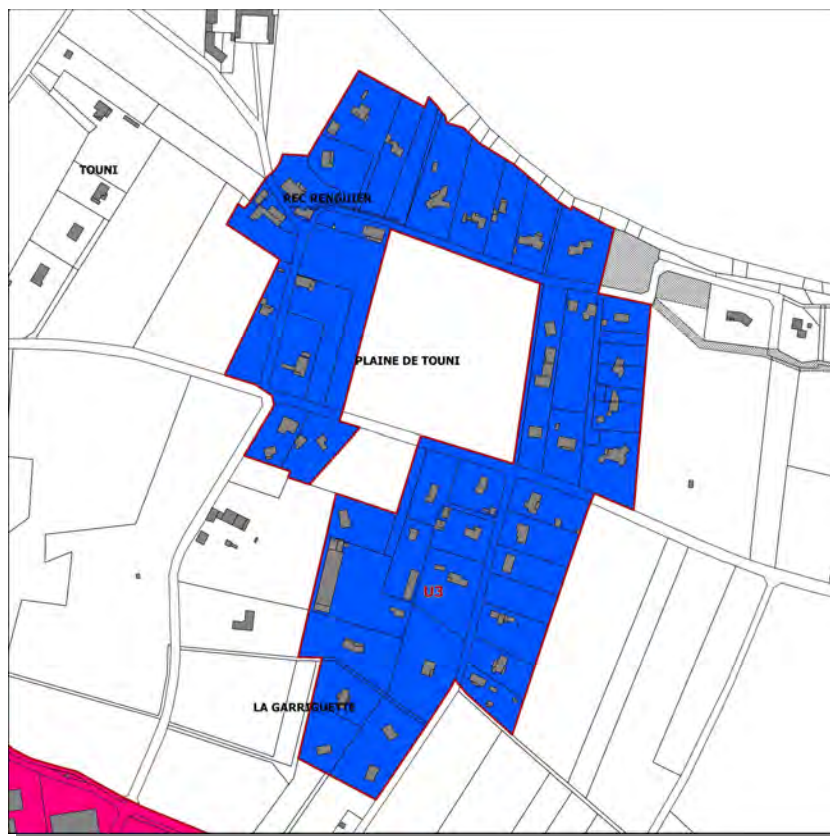 TOUNI
REC RENGUIER
PLAINE DE TOUNI
U3
LA GARRIGUETTE